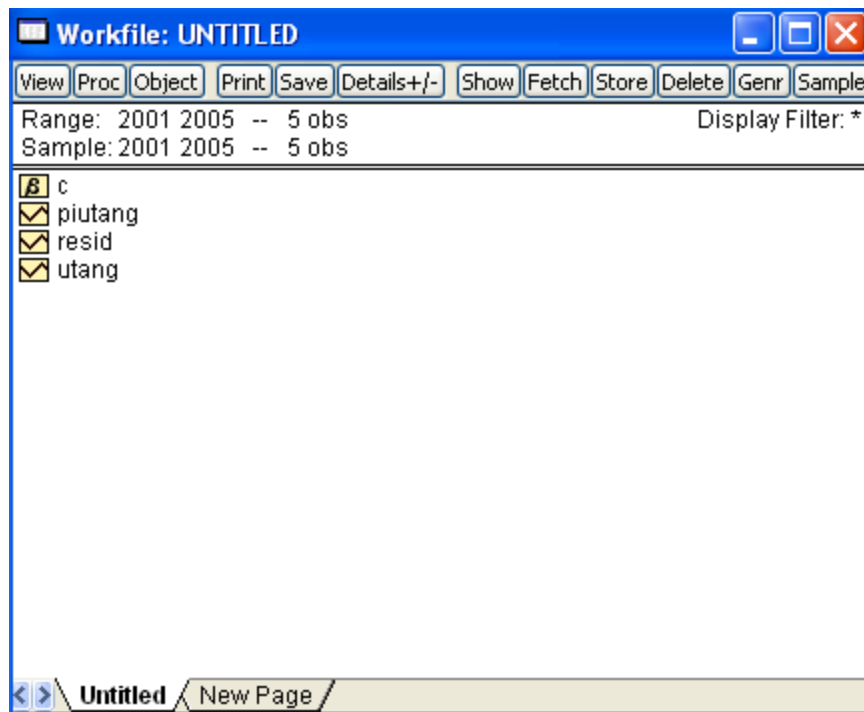 Workfile: UNTITLED
View Proc Object Print Save Details+/- Show Fetch Store Delete Genr Sample
Range: 2001 2005 -- 5 obs Display Filter: *
Sample: 2001 2005 -- 5 obs
β c
piutang
resid
utang
Untitled New Page